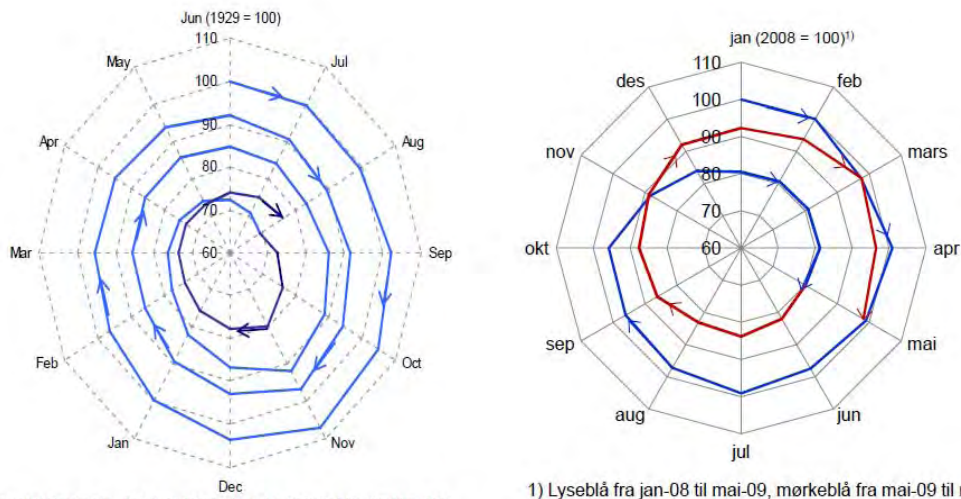 Jun (1929 = 100)
110
100
90
80
70
60
Jul
Aug
Sep
Oct
Nov
Dec
Jan
Feb
Mar
Apr
May
jan (2008 = 100)1)
110
100
90
80
70
60
feb
mars
apr
mai
jun
jul
aug
sep
okt
nov
des
1) Lyseblå fra jan-08 til mai-09, mørkeblå fra mai-09 til